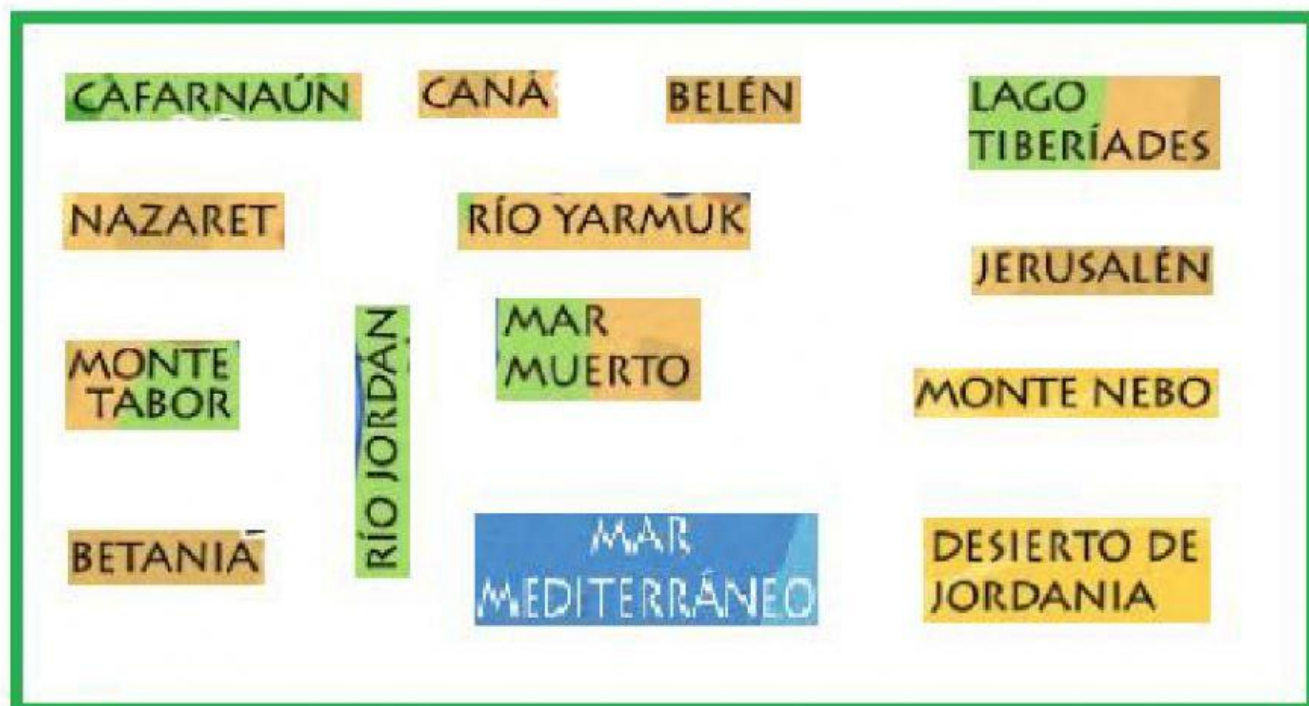 CAFARNAÚN
CANÁ
BELÉN
LAGO
TIBERÍADES
NAZARET
RÍO YARMUK
JERUSALÉN
MONTE
TABOR
RÍO JORDÁN
MAR
MUERTO
MONTE NEBO
BETANIA
MAR
MEDITERRÁNEO
DESIERTO DE
JORDANIA